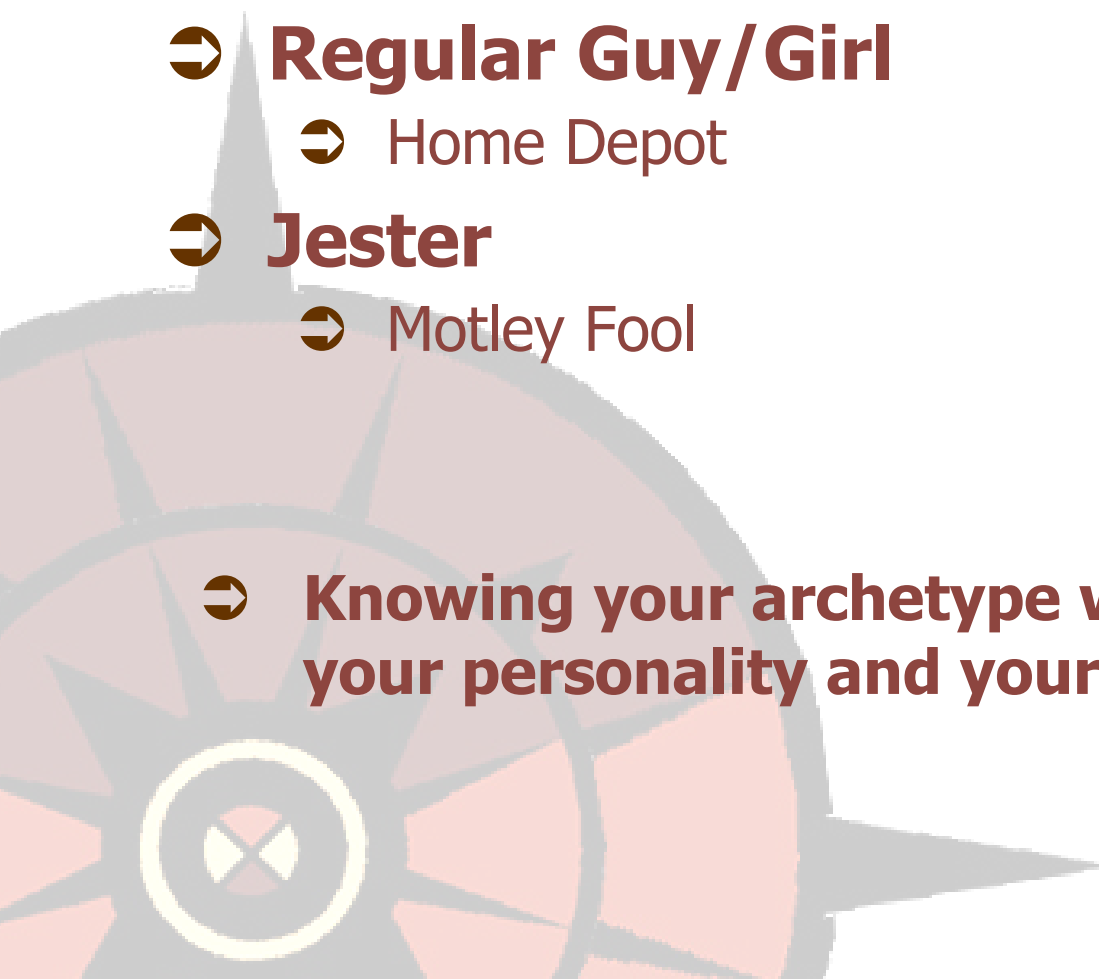 Regular Guy/Girl
Home Depot
Jester
Motley Fool
Knowing your archetype
your personality and your